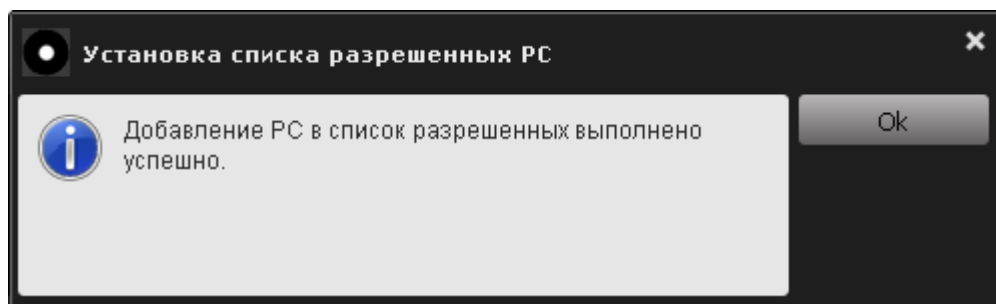 Установка списка разрешенных РС
Добавление РС в список разрешенных выполнено
успешно.
Ok